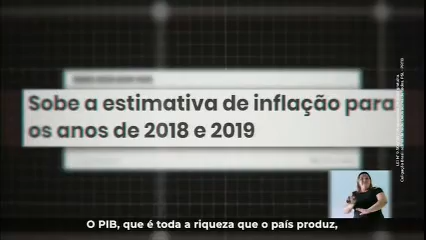 Sobe a estimativa de inflação para
os anos de 2018 e 2019
O PIB, que é toda a riqueza que o país produz,